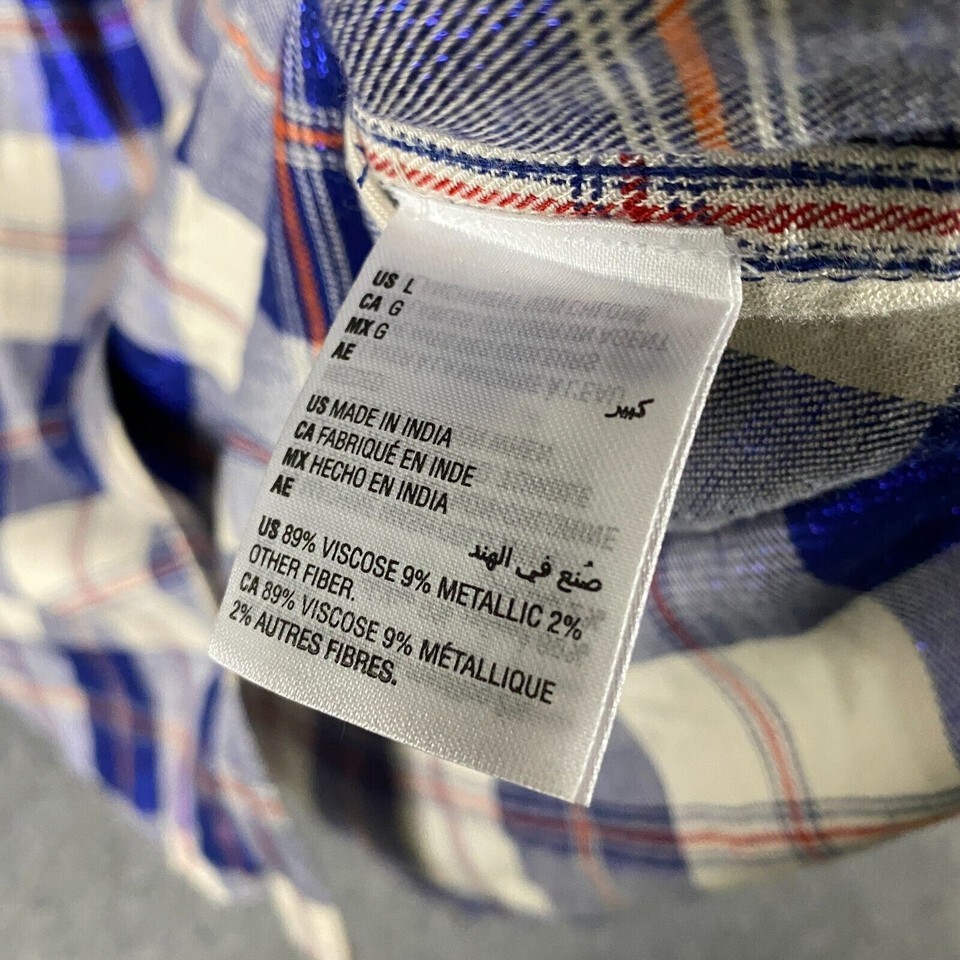 US L
CA G
MX G
AE
كبير
US MADE IN INDIA
CA FABRIQUÉ EN INDE
MX HECHO EN INDIA
AE
صُنع في الهند
US 89% VISCOSE 9% METALLIC 2%
OTHER FIBER.
CA 89% VISCOSE 9% MÉTALLIQUE
2% AUTRES FIBRES.